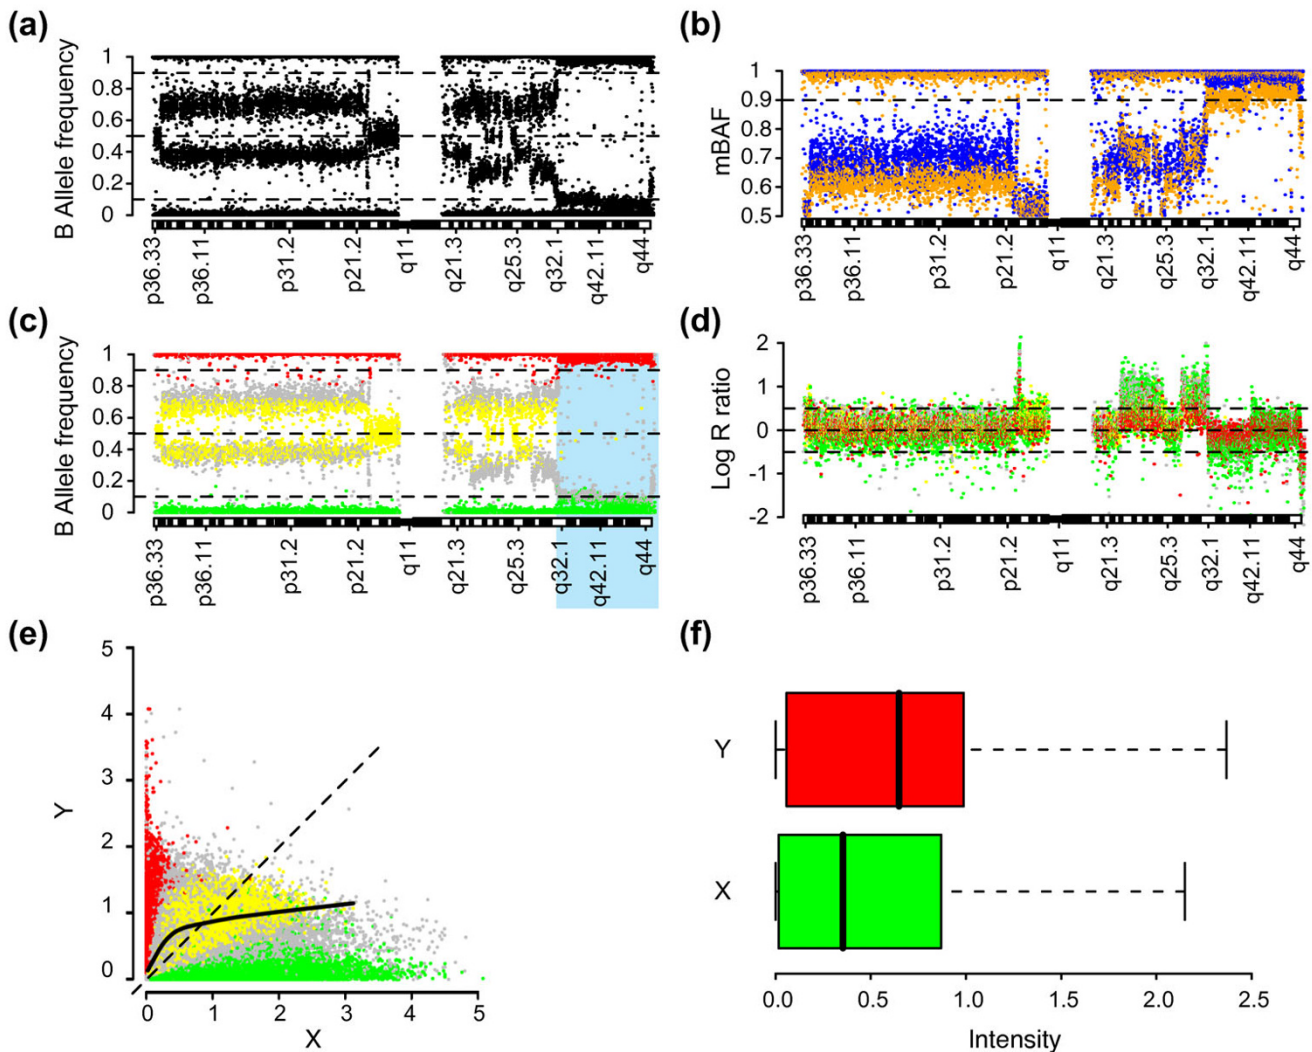 (a)
B Allele frequency
1
0.8
0.6
0.4
0.2
0
p36.33
p36.11
p31.2
p21.2
q11
q21.3
q25.3
q32.1
q42.11
q44
(b)
mBAF
1
0.9
0.8
0.7
0.6
0.5
p36.33
p36.11
p31.2
p21.2
q11
q21.3
q25.3
q32.1
q42.11
q44
(c)
B Allele frequency
1
0.8
0.6
0.4
0.2
0
p36.33
p36.11
p31.2
p21.2
q11
q21.3
q25.3
q32.1
q42.11
q44
(d)
Log R ratio
2
1
0
-1
-2
p36.33
p36.11
p31.2
p21.2
q11
q21.3
q25.3
q32.1
q42.11
q44
(e)
Y
5
4
3
2
1
0
0 1 2 3 4 5
X
(f)
Y
X
0.0 0.5 1.0 1.5 2.0 2.5
Intensity